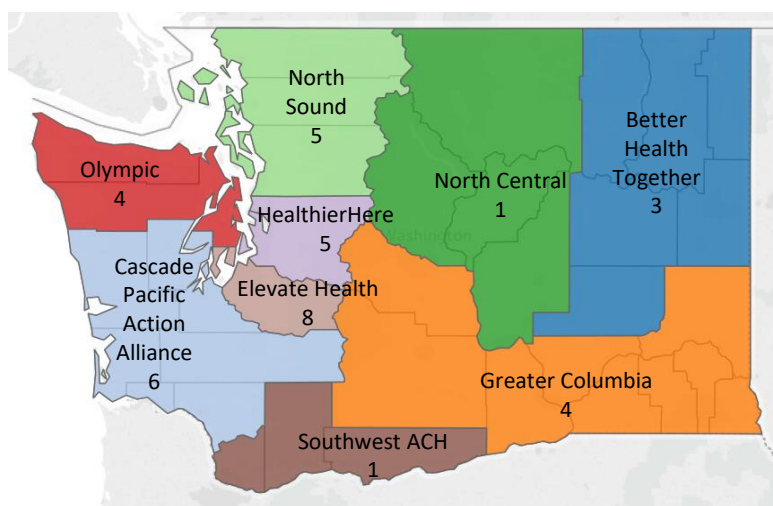 North
Sound
5
Olympic
4
HealthierHere
5
Elevate Health
8
Cascade
Pacific
Action
Alliance
6
North Central
1
Washington
Better
Health
Together
3
Greater Columbia
4
Southwest ACH
1